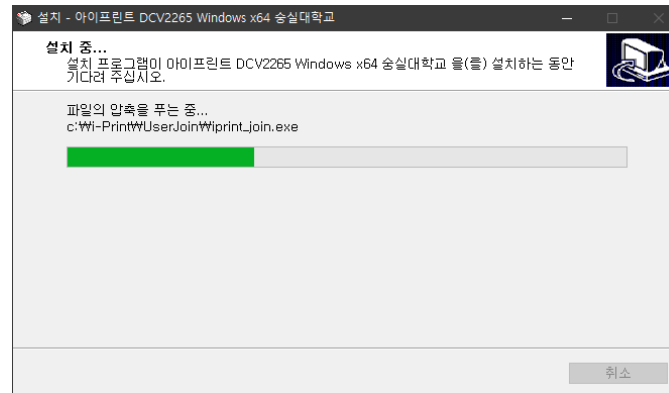 설치 - 아이프린트 DCV2265 Windows x64 숭실대학교
설치 중...
설치 프로그램이 아이프린트 DCV2265 Windows x64 숭실대학교 을(를) 설치하는 동안
기다려 주십시오.
파일의 압축을 푸는 중...
c:₩i-Print₩UserJoin₩iprint_join.exe
취소